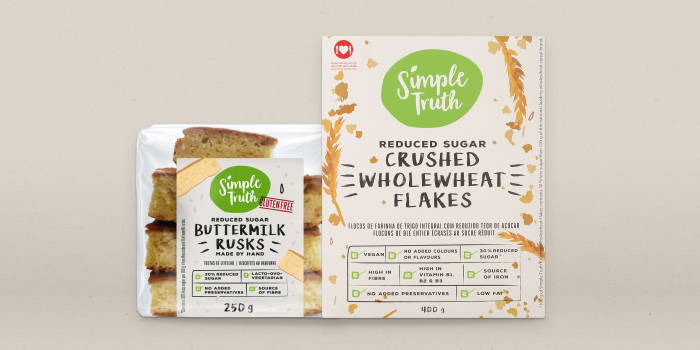 Simple
Truth
GLUTEN FREE
REDUCED SUGAR
BUTTERMILK
RUSKS
MADE BY HAND
30% REDUCED
SUGAR
LACTO-OVO-
VEGETARIAN
NO ADDED
PRESERVATIVES
SOURCE
OF FIBRE
250 g
Simple
Truth
REDUCED SUGAR
CRUSHED
WHOLEWHEAT
FLAKES
FLOCOS DE FARINHA DE TRIGO INTEGRAL COM REDUZIDO TEOR DE AÇÚCAR
FLOCONS DE BLÉ ENTIER ÉCRASÉS AU SUCRE RÉDUIT
VEGAN
NO ADDED COLOURS
OR FLAVOURS
30% REDUCED
SUGAR*
HIGH IN
FIBRE
HIGH IN
VITAMIN B1,
B2 & B3
SOURCE
OF IRON
NO ADDED PRESERVATIVES
LOW FAT
400 g